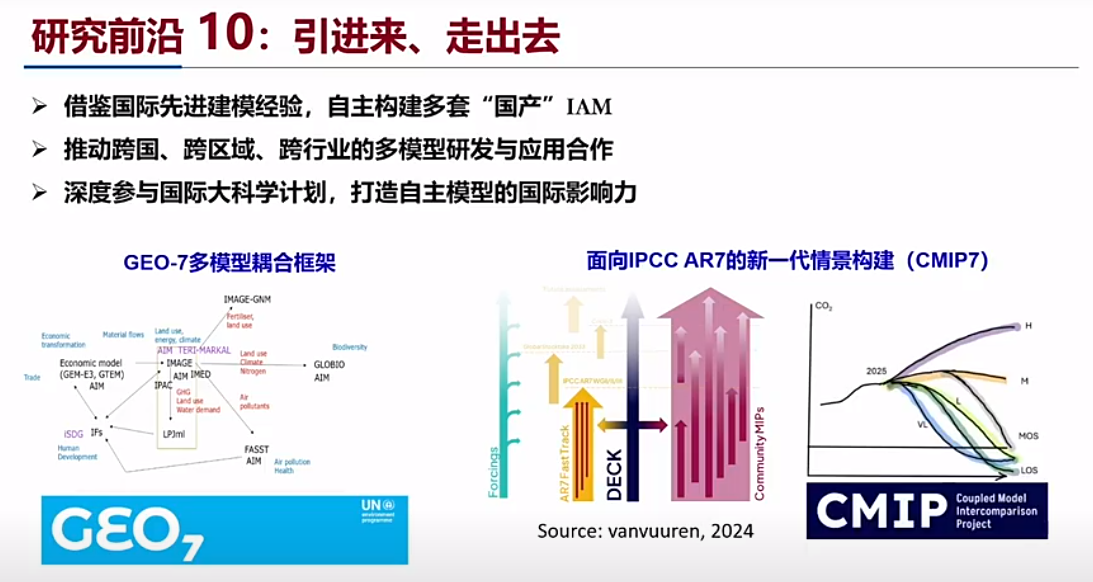 研究前沿 10：引进来、走出去
➢ 借鉴国际先进建模经验，自主构建多套“国产”IAM
➢ 推动跨国、跨区域、跨行业的多模型研发与应用合作
➢ 深度参与国际大科学计划，打造自主模型的国际影响力
GEO-7多模型耦合框架
IMAGE-GNM
Fertiliser,
land use
Economic
transformation
Material flows
Land use,
energy, climate
AIM TERI-MARKAL
Biodiversity
Economic model
(GEM-E3, GTEM)
AIM
IMAGE
AIM IMED
IPAC
Land use
Climate
Nitrogen
GLOBIO
AIM
Trade
GHG
Land use
Water demand
Air
pollutants
iSDG IFs
LPJml
Human
Development
FASST
AIM
Air pollution
Health
GEO7
UN
environment
programme
面向IPCC AR7的新一代情景构建（CMIP7）
Forcings
IPCC AR7 WGI/II/III
AR7 Fast Track
DECK
Community MIPs
Source: vanvuuren, 2024
CO2
2025
H
M
L
VL
MOS
LOS
CMIP
Coupled Model
Intercomparison
Project